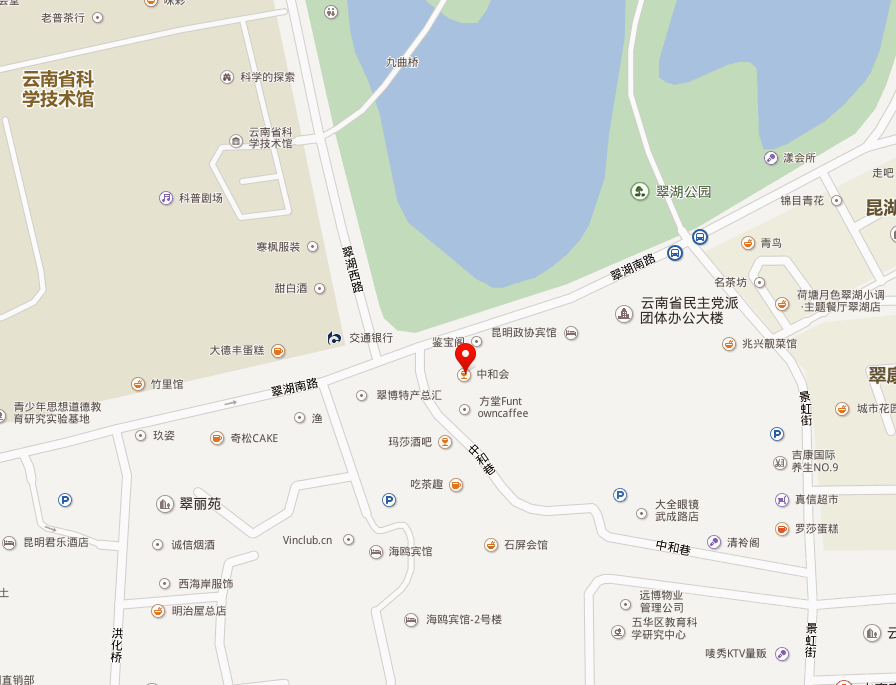 老普茶行
云南省科
学技术馆
九曲桥
科学的探索
云南省科
学技术馆
科普剧场
漾会所
走吧
翠湖公园
锦目青花
昆湖
寒枫服装
青鸟
翠湖西路
翠湖南路
名茶坊
甜白酒
荷塘月色翠湖小调
·主题餐厅翠湖店
云南省民主党派
团体办公大楼
昆明政协宾馆
交通银行
鉴宝阁
兆兴靓菜馆
大德丰蛋糕
中和会
竹里馆
翠湖南路
翠博特产总汇
方堂Funt
owncaffee
景虹街
城市花园
青少年思想道德教
育研究实验基地
渔
玖姿
奇松CAKE
玛莎酒吧
中和巷
P
吉康国际
养生NO.9
吃茶趣
P
P
P
翠丽苑
真信超市
大全眼镜
武成路店
罗莎蛋糕
昆明君乐酒店
诚信烟酒
Vinclub.cn
海鸥宾馆
石屏会馆
中和巷
清衿阁
西海岸服饰
土
明治屋总店
远博物业
管理公司
海鸥宾馆-2号楼
五华区教育科
学研究中心
洪化桥
景虹街
唛秀KTV量贩
直销部